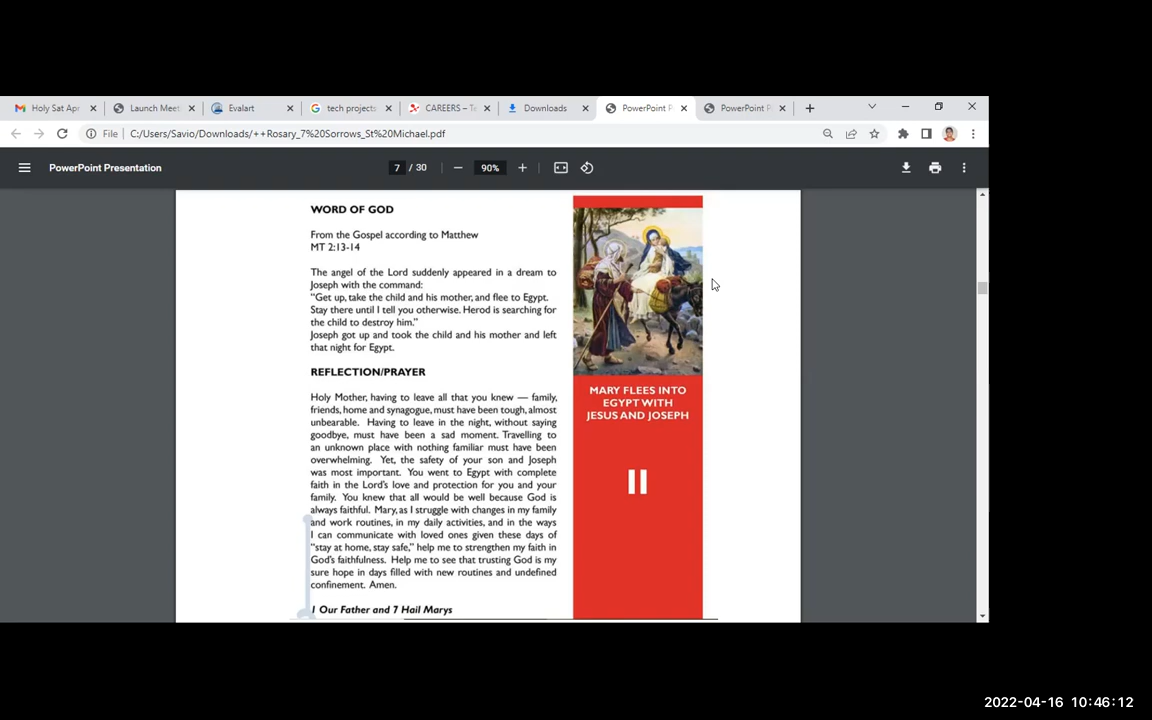 Holy Sat Apr
Launch Meet
Evalart
tech projects
CAREERS – Te
Downloads
PowerPoint P
PowerPoint P
File
C:/Users/Savio/Downloads/++Rosary_7%20Sorrows_St%20Michael.pdf
PowerPoint Presentation
7 / 30
90%
WORD OF GOD
From the Gospel according to Matthew
MT 2:13-14
The angel of the Lord suddenly appeared in a dream to
Joseph with the command:
“Get up, take the child and his mother, and flee to Egypt.
Stay there until I tell you otherwise. Herod is searching for
the child to destroy him.”
Joseph got up and took the child and his mother and left
that night for Egypt.
REFLECTION/PRAYER
Holy Mother, having to leave all that you knew — family,
friends, home and synagogue, must have been tough, almost
unbearable. Having to leave in the night, without saying
goodbye, must have been a sad moment. Travelling to
an unknown place with nothing familiar must have been
overwhelming. Yet, the safety of your son and Joseph
was most important. You went to Egypt with complete
faith in the Lord’s love and protection for you and your
family. You knew that all would be well because God is
always faithful. Mary, as I struggle with changes in my family
and work routines, in my daily activities, and in the ways
I can communicate with loved ones given these days of
“stay at home, stay safe,” help me to strengthen my faith in
God’s faithfulness. Help me to see that trusting God is my
sure hope in days filled with new routines and undefined
confinement. Amen.
1 Our Father and 7 Hail Marys
MARY FLEES INTO
EGYPT WITH
JESUS AND JOSEPH
II
2022-04-16 10:46:12